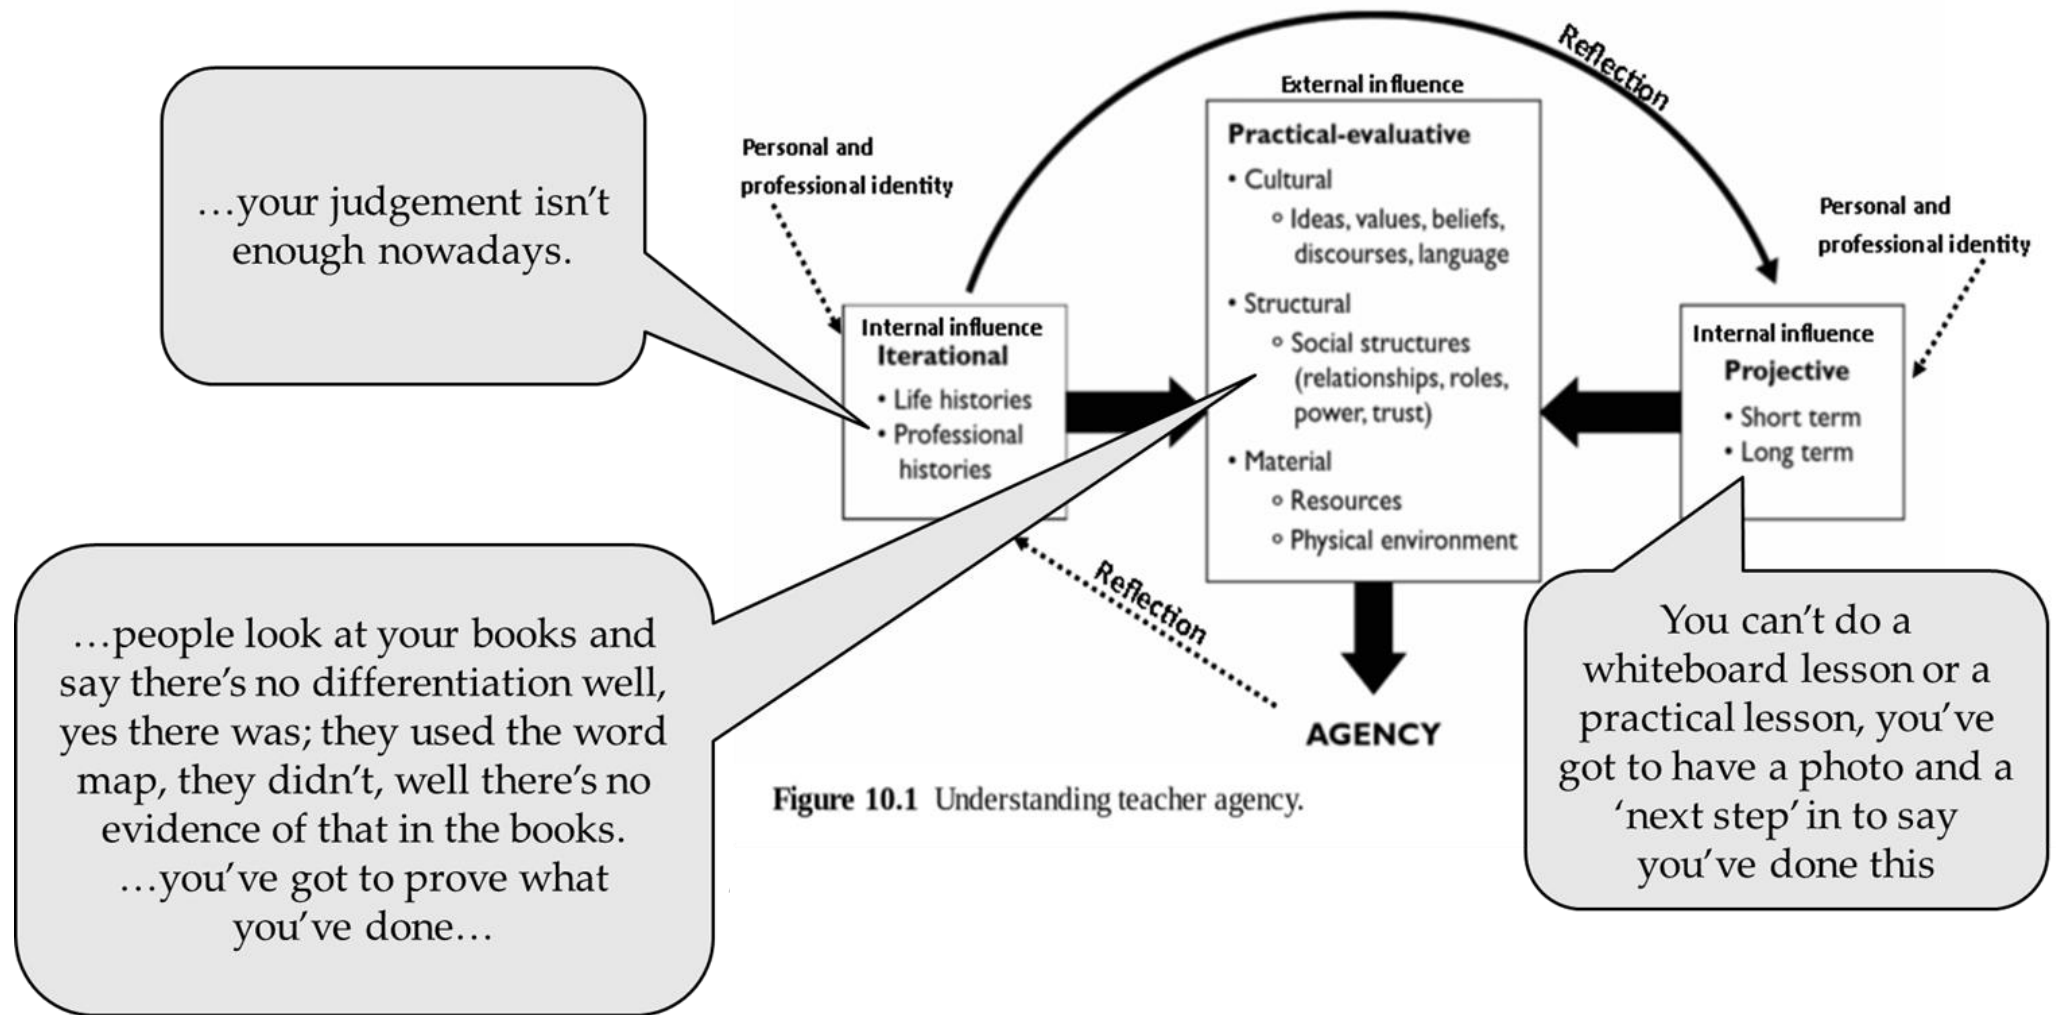 Reflection
External influence
Personal and
professional identity
…your judgement isn’t
enough nowadays.
Practical-evaluative
• Cultural
◦ Ideas, values, beliefs,
discourses, language
• Structural
◦ Social structures
(relationships, roles,
power, trust)
• Material
◦ Resources
◦ Physical environment
Personal and
professional identity
Internal influence
Iterational
• Life histories
• Professional
histories
Internal influence
Projective
• Short term
• Long term
Reflection
AGENCY
…people look at your books and
say there’s no differentiation well,
yes there was; they used the word
map, they didn’t, well there’s no
evidence of that in the books.
…you’ve got to prove what
you’ve done…
You can’t do a
whiteboard lesson or a
practical lesson, you’ve
got to have a photo and a
‘next step’ in to say
you’ve done this
Figure 10.1 Understanding teacher agency.